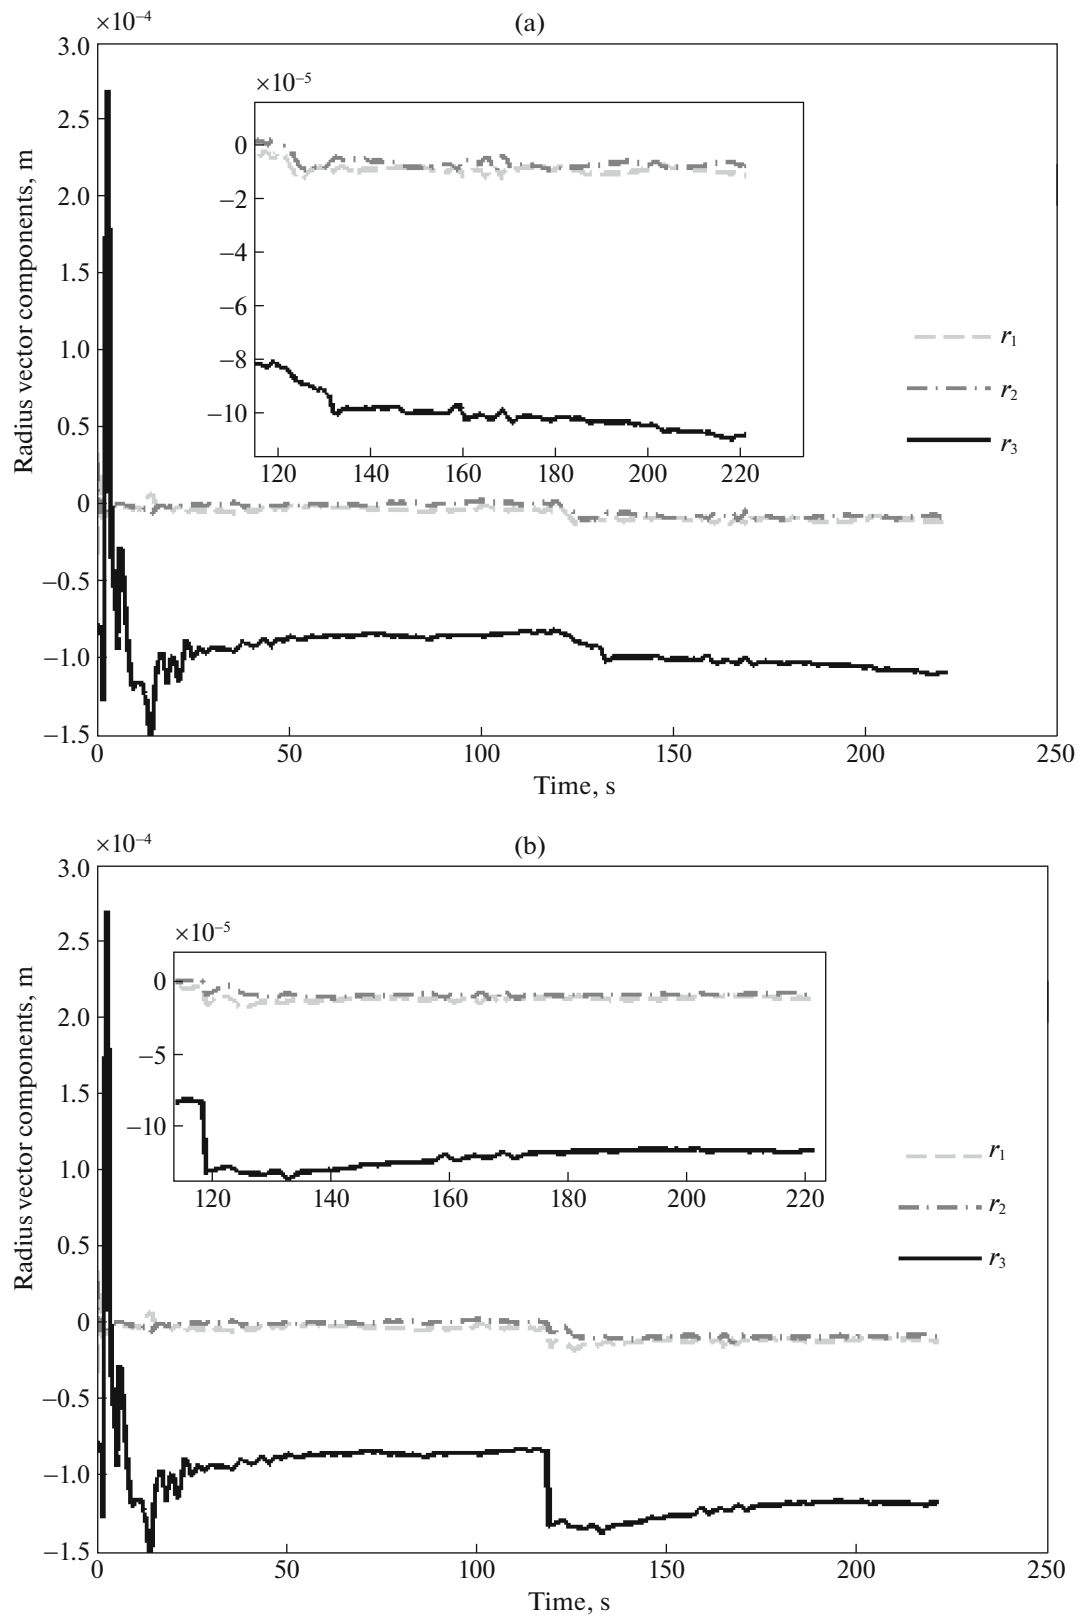 (a)
×10⁻⁴
3.0
2.5
2.0
1.5
1.0
0.5
0
–0.5
–1.0
–1.5
Radius vector components, m
×10⁻⁵
0
–2
–4
–6
–8
–10
120 140 160 180 200 220
r₁
r₂
r₃
0 50 100 150 200 250
Time, s
(b)
×10⁻⁴
3.0
2.5
2.0
1.5
1.0
0.5
0
–0.5
–1.0
–1.5
Radius vector components, m
×10⁻⁵
0
–5
–10
120 140 160 180 200 220
r₁
r₂
r₃
0 50 100 150 200 250
Time, s